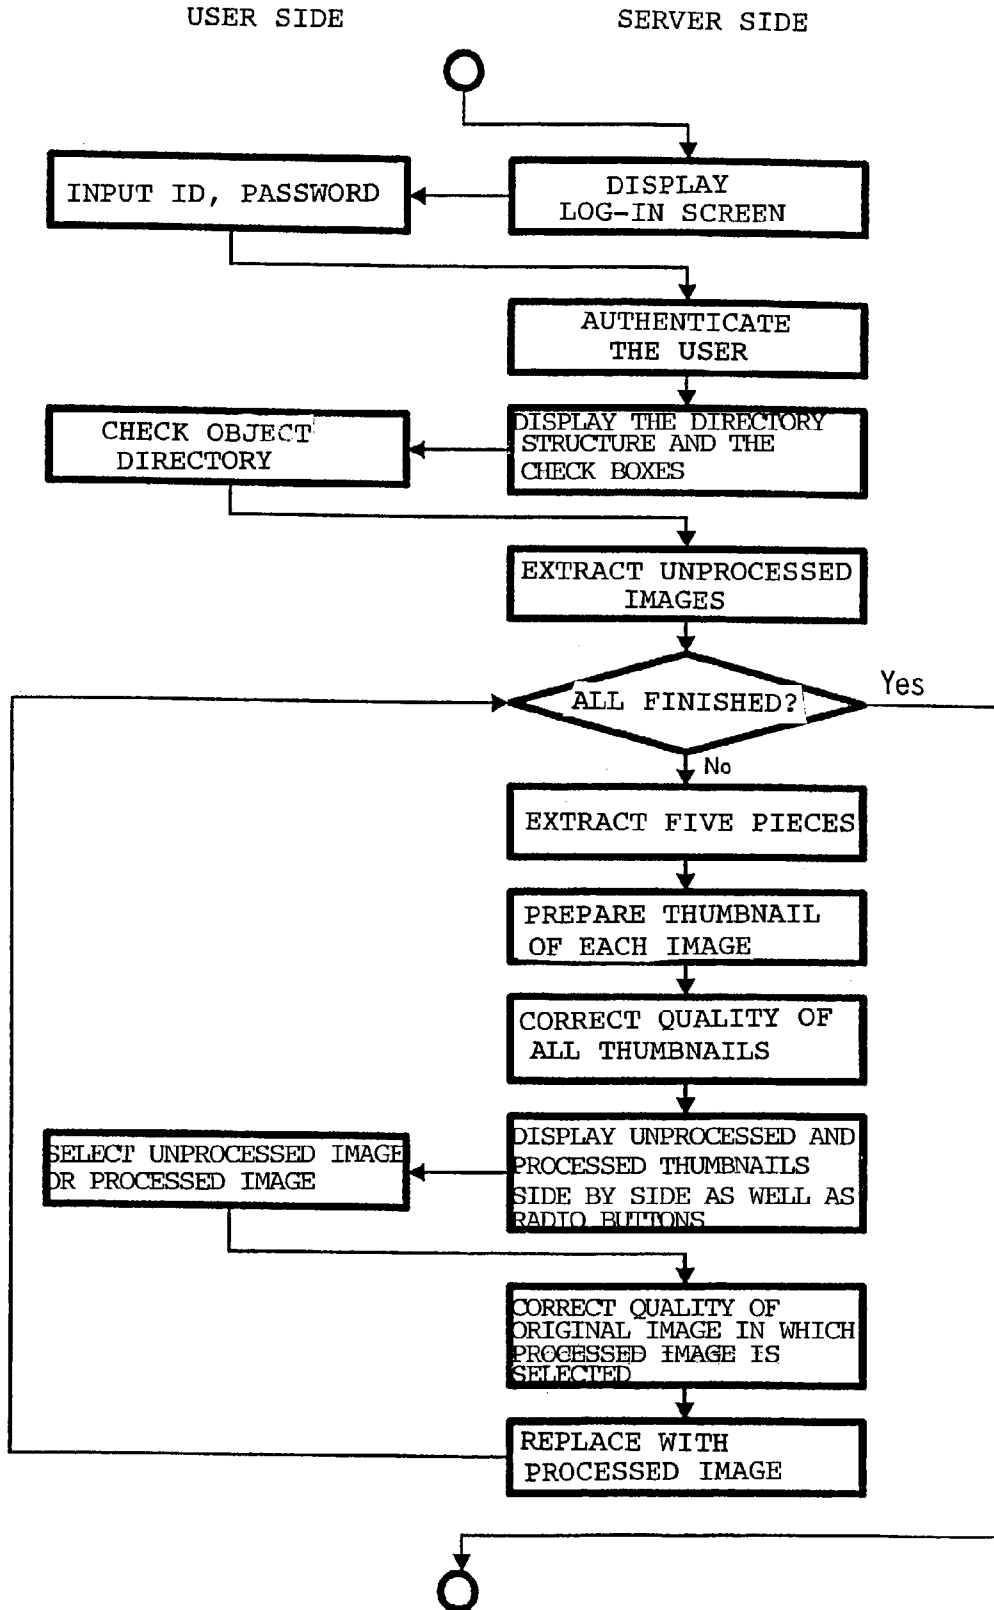 USER SIDE
SERVER SIDE
DISPLAY
LOG-IN SCREEN
INPUT ID, PASSWORD
AUTHENTICATE
THE USER
DISPLAY THE DIRECTORY
STRUCTURE AND THE
CHECK BOXES
CHECK OBJECT
DIRECTORY
EXTRACT UNPROCESSED
IMAGES
ALL FINISHED?
Yes
No
EXTRACT FIVE PIECES
PREPARE THUMBNAIL
OF EACH IMAGE
CORRECT QUALITY OF
ALL THUMBNAILS
DISPLAY UNPROCESSED AND
PROCESSED THUMBNAILS
SIDE BY SIDE AS WELL AS
RADIO BUTTONS
SELECT UNPROCESSED IMAGE
OR PROCESSED IMAGE
CORRECT QUALITY OF
ORIGINAL IMAGE IN WHICH
PROCESSED IMAGE IS
SELECTED
REPLACE WITH
PROCESSED IMAGE